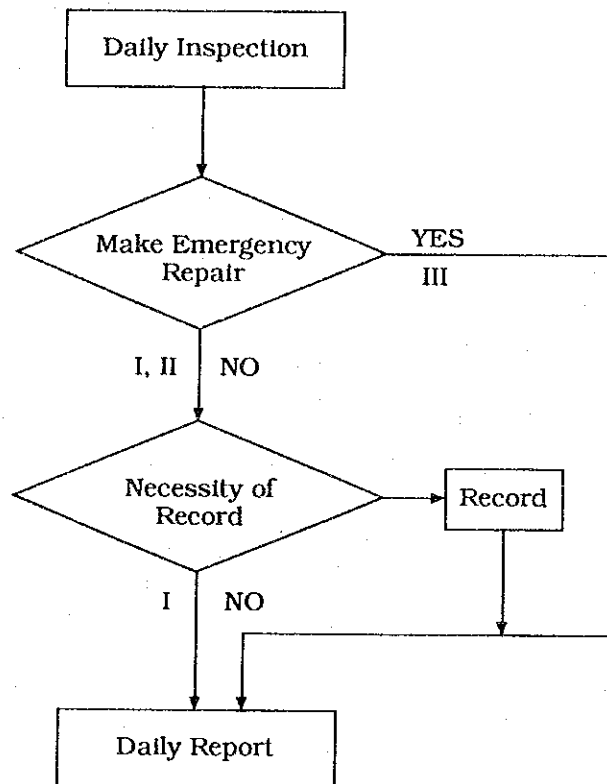 Daily Inspection
Make Emergency
Repair
YES
III
I, II
NO
Necessity of
Record
Record
I
NO
Daily Report